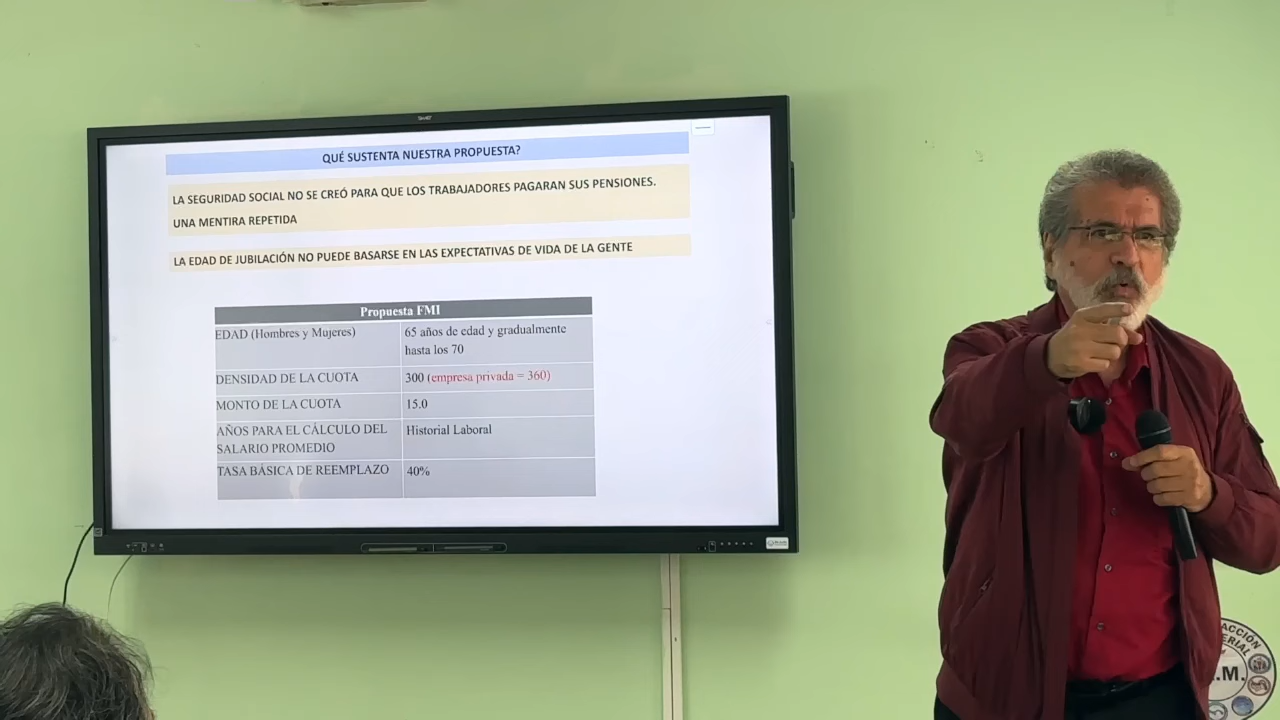 SMART
QUÉ SUSTENTA NUESTRA PROPUESTA?
LA SEGURIDAD SOCIAL NO SE CREÓ PARA QUE LOS TRABAJADORES PAGARAN SUS PENSIONES.
UNA MENTIRA REPETIDA
LA EDAD DE JUBILACIÓN NO PUEDE BASARSE EN LAS EXPECTATIVAS DE VIDA DE LA GENTE
Propuesta FMI
EDAD (Hombres y Mujeres) 65 años de edad y gradualmente
hasta los 70
DENSIDAD DE LA CUOTA 300 (empresa privada = 360)
MONTO DE LA CUOTA 15.0
AÑOS PARA EL CÁLCULO DEL Historial Laboral
SALARIO PROMEDIO
TASA BÁSICA DE REEMPLAZO 40%
ACCIÓN
.M.